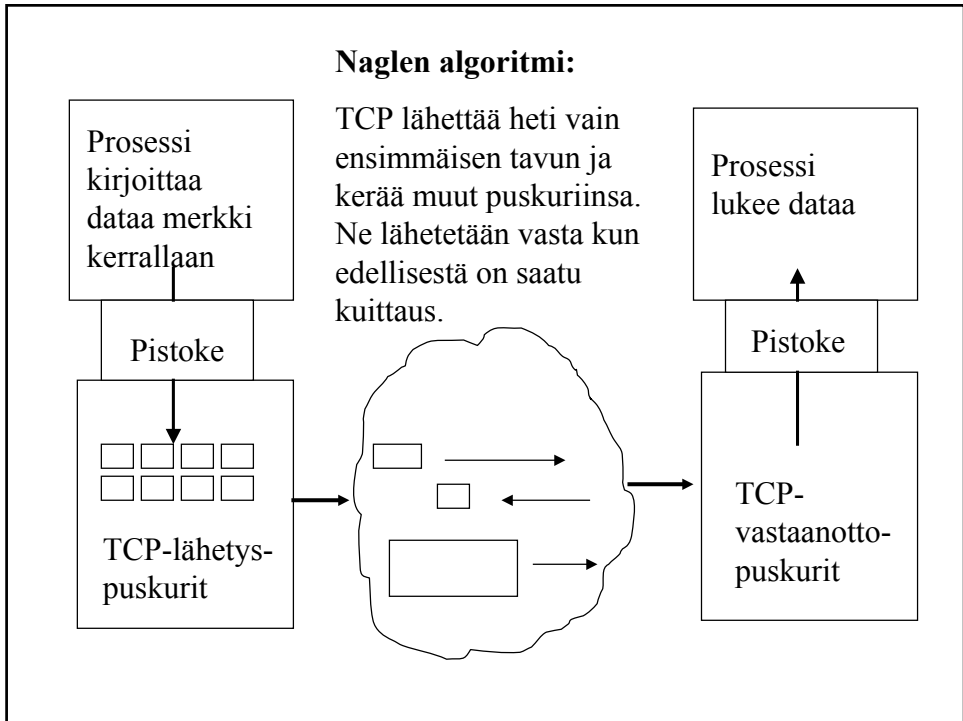 Naglen algoritmi:
TCP lähettää heti vain
ensimmäisen tavun ja
kerää muut puskuriinsa.
Ne lähetetään vasta kun
edellisestä on saatu
kuittaus.
Prosessi
kirjoittaa
dataa merkki
kerrallaan
Pistoke
TCP-lähetys-
puskurit
Prosessi
lukee dataa
Pistoke
TCP-
vastaanotto-
puskurit